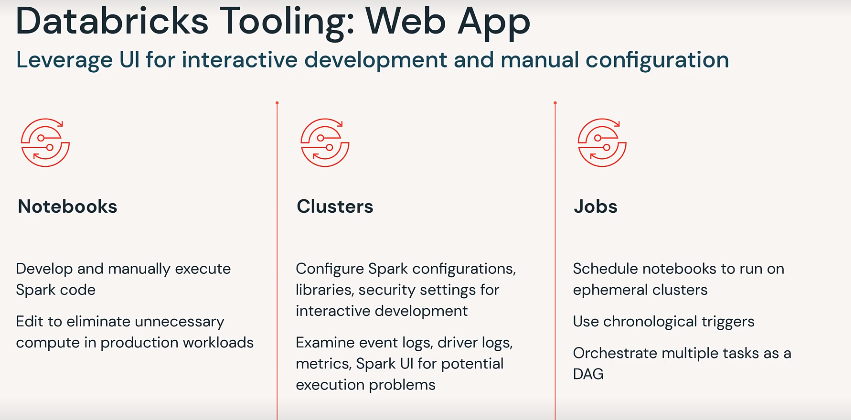 Databricks Tooling: Web App
Leverage UI for interactive development and manual configuration
Notebooks
Develop and manually execute
Spark code
Edit to eliminate unnecessary
compute in production workloads
Clusters
Configure Spark configurations,
libraries, security settings for
interactive development
Examine event logs, driver logs,
metrics, Spark UI for potential
execution problems
Jobs
Schedule notebooks to run on
ephemeral clusters
Use chronological triggers
Orchestrate multiple tasks as a
DAG